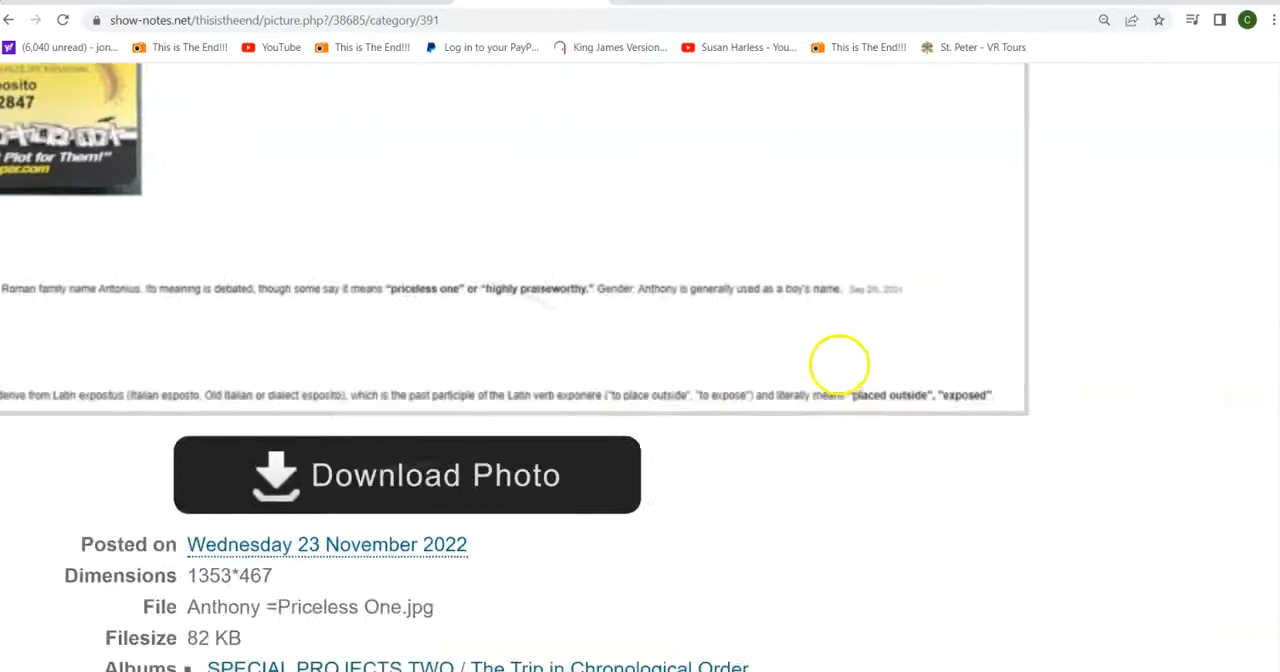 show-notes.net/thisistheend/picture.php?/38685/category/391
C
(6,040 unread) - jon... This is The End!!! YouTube This is The End!!! Log in to your PayP... King James Version... Susan Harless - You... This is The End!!! St. Peter - VR Tours
posito
2847
Plot for Them!"
per.com
Roman family name Antonius. Its meaning is debated, though some say it means "priceless one" or "highly praiseworthy." Gender: Anthony is generally used as a boy's name.
derive from Latin expostus (Italian esposto, Old Italian or dialect esposito), which is the past participle of the Latin verb exponere ("to place outside", "to expose") and literally means "placed outside", "exposed"
Download Photo
Posted on Wednesday 23 November 2022
Dimensions 1353*467
File Anthony =Priceless One.jpg
Filesize 82 KB
Albums SPECIAL PROJECTS TWO / The Trip in Chronological Order